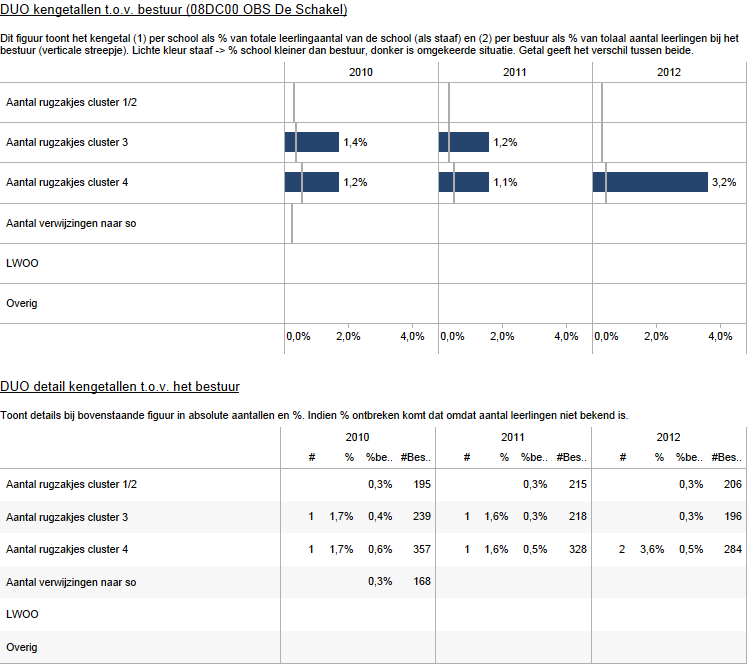 DUO kengetallen t.o.v. bestuur (08DC00 OBS De Schakel)
Dit figuur toont het kengetal (1) per school als % van totale leerlingaantal van de school (als staaf) en (2) per bestuur als % van tolaal aantal leerlingen bij het
bestuur (verticale streepje). Lichte kleur staaf -> % school kleiner dan bestuur, donker is omgekeerde situatie. Getal geeft het verschil tussen beide.
2010 2011 2012
Aantal rugzakjes cluster 1/2
Aantal rugzakjes cluster 3 1,4% 1,2%
Aantal rugzakjes cluster 4 1,2% 1,1% 3,2%
Aantal verwijzingen naar so
LWOO
Overig
0,0% 2,0% 4,0% 0,0% 2,0% 4,0% 0,0% 2,0% 4,0%
DUO detail kengetallen t.o.v. het bestuur
Toont details bij bovenstaande figuur in absolute aantallen en %. Indien % ontbreken komt dat omdat aantal leerlingen niet bekend is.
2010 2011 2012
# % %be.. #Bes.. # % %be.. #Bes.. # % %be.. #Bes..
Aantal rugzakjes cluster 1/2 0,3% 195 0,3% 215 0,3% 206
Aantal rugzakjes cluster 3 1 1,7% 0,4% 239 1 1,6% 0,3% 218 0,3% 196
Aantal rugzakjes cluster 4 1 1,7% 0,6% 357 1 1,6% 0,5% 328 2 3,6% 0,5% 284
Aantal verwijzingen naar so 0,3% 168
LWOO
Overig